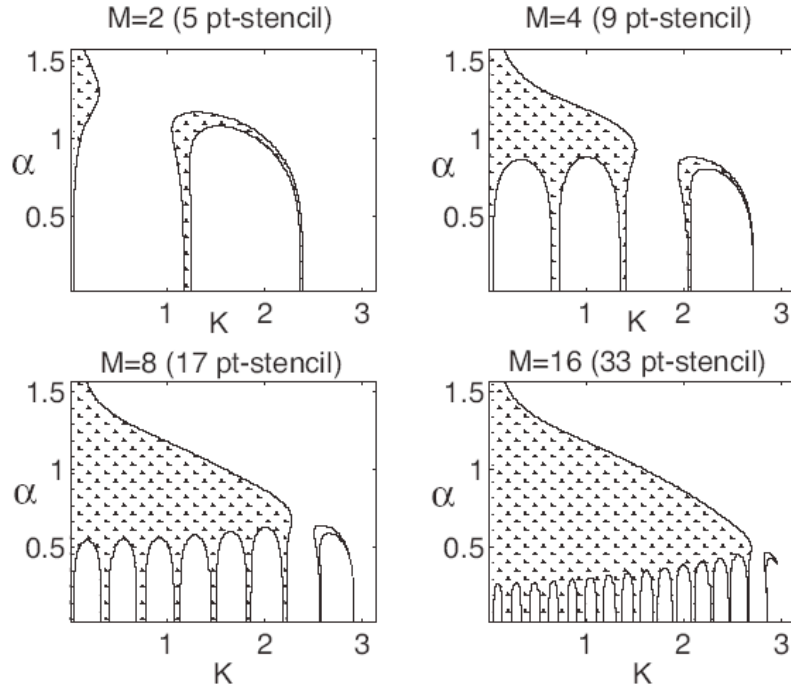 M=2 (5 pt-stencil)
M=4 (9 pt-stencil)
1.5
1
α
0.5
1
K
2
3
1.5
1
α
0.5
1
K
2
3
M=8 (17 pt-stencil)
M=16 (33 pt-stencil)
1.5
1
α
0.5
1
2
3
K
1.5
1
α
0.5
1
2
3
K